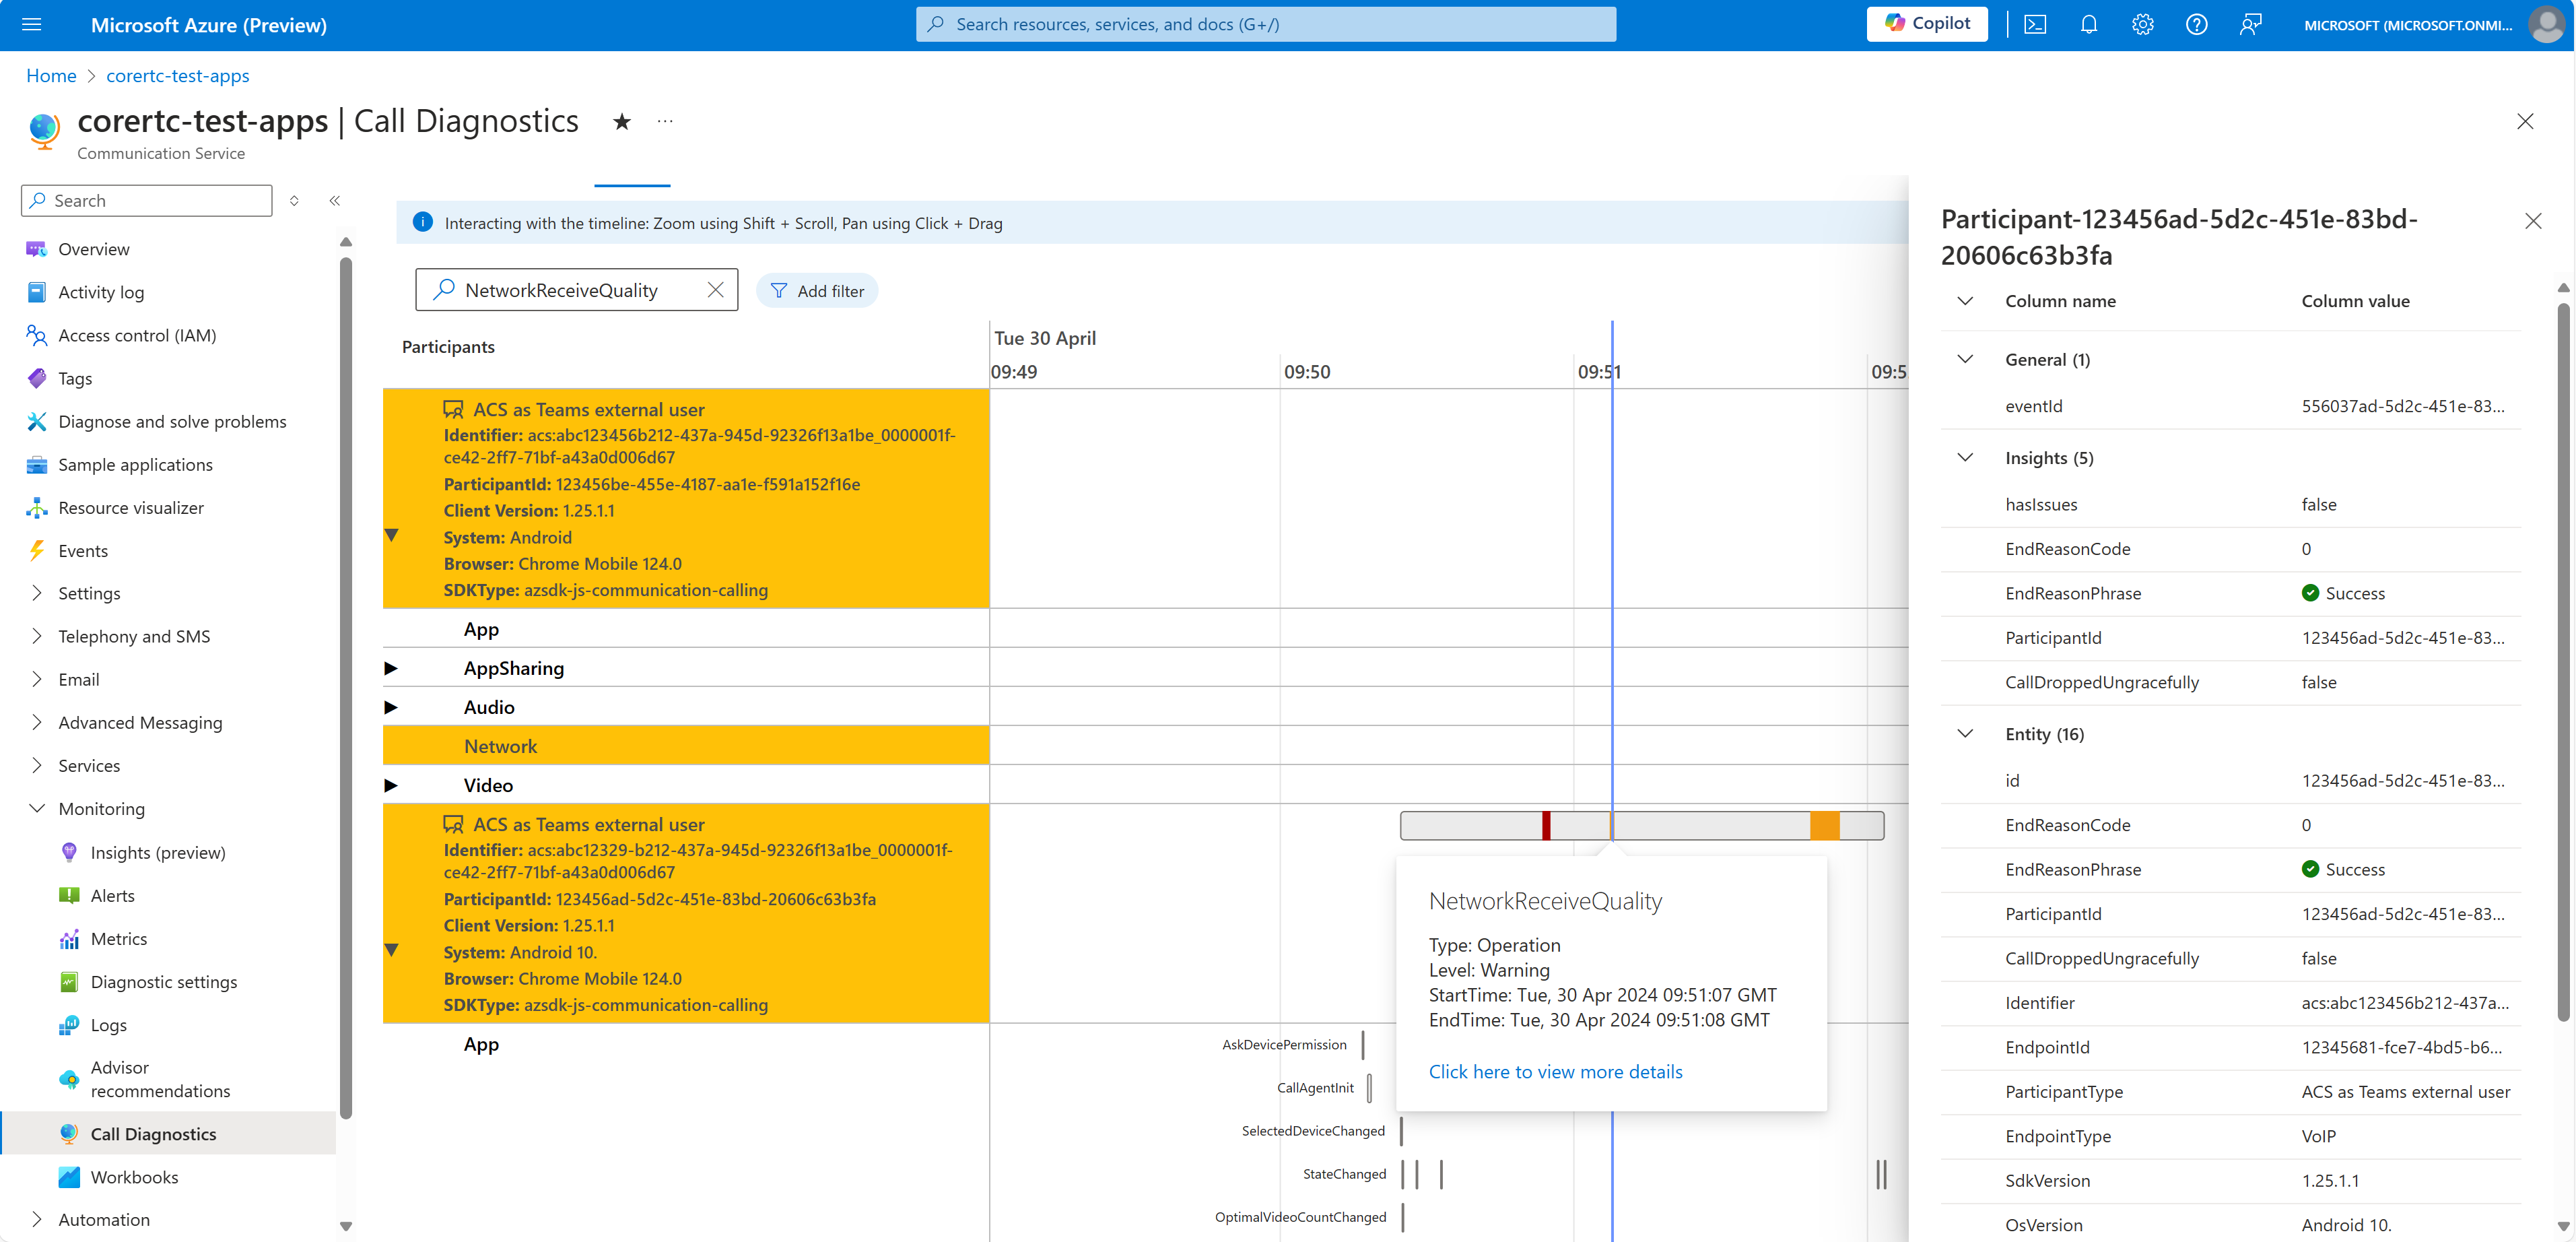 Microsoft Azure (Preview)
Search resources, services, and docs (G+/)
Copilot
MICROSOFT (MICROSOFT.ONMI...
Home > corertc-test-apps
corertc-test-apps | Call Diagnostics
Communication Service
Search
Overview
Activity log
Access control (IAM)
Tags
Diagnose and solve problems
Sample applications
Resource visualizer
Events
Settings
Telephony and SMS
Email
Advanced Messaging
Services
Monitoring
Insights (preview)
Alerts
Metrics
Diagnostic settings
Logs
Advisor
recommendations
Call Diagnostics
Workbooks
Automation
Interacting with the timeline: Zoom using Shift + Scroll, Pan using Click + Drag
NetworkReceiveQuality
Add filter
Participants
Tue 30 April
09:49
09:50
09:51
09:5
ACS as Teams external user
Identifier: acs:abc123456b212-437a-945d-92326f13a1be_0000001f-
ce42-2ff7-71bf-a43a0d006d67
ParticipantId: 123456be-455e-4187-aa1e-f591a152f16e
Client Version: 1.25.1.1
System: Android
Browser: Chrome Mobile 124.0
SDKType: azsdk-js-communication-calling
App
AppSharing
Audio
Network
Video
ACS as Teams external user
Identifier: acs:abc12329-b212-437a-945d-92326f13a1be_0000001f-
ce42-2ff7-71bf-a43a0d006d67
ParticipantId: 123456ad-5d2c-451e-83bd-20606c63b3fa
Client Version: 1.25.1.1
System: Android 10.
Browser: Chrome Mobile 124.0
SDKType: azsdk-js-communication-calling
App
AskDevicePermission
CallAgentInit
SelectedDeviceChanged
StateChanged
OptimalVideoCountChanged
NetworkReceiveQuality
Type: Operation
Level: Warning
StartTime: Tue, 30 Apr 2024 09:51:07 GMT
EndTime: Tue, 30 Apr 2024 09:51:08 GMT
Click here to view more details
Participant-123456ad-5d2c-451e-83bd-
20606c63b3fa
Column name Column value
General (1)
eventId 556037ad-5d2c-451e-83...
Insights (5)
hasIssues false
EndReasonCode 0
EndReasonPhrase Success
ParticipantId 123456ad-5d2c-451e-83...
CallDroppedUngracefully false
Entity (16)
id 123456ad-5d2c-451e-83...
EndReasonCode 0
EndReasonPhrase Success
ParticipantId 123456ad-5d2c-451e-83...
CallDroppedUngracefully false
Identifier acs:abc123456b212-437a...
EndpointId 12345681-fce7-4bd5-b6...
ParticipantType ACS as Teams external user
EndpointType VoIP
SdkVersion 1.25.1.1
OsVersion Android 10.